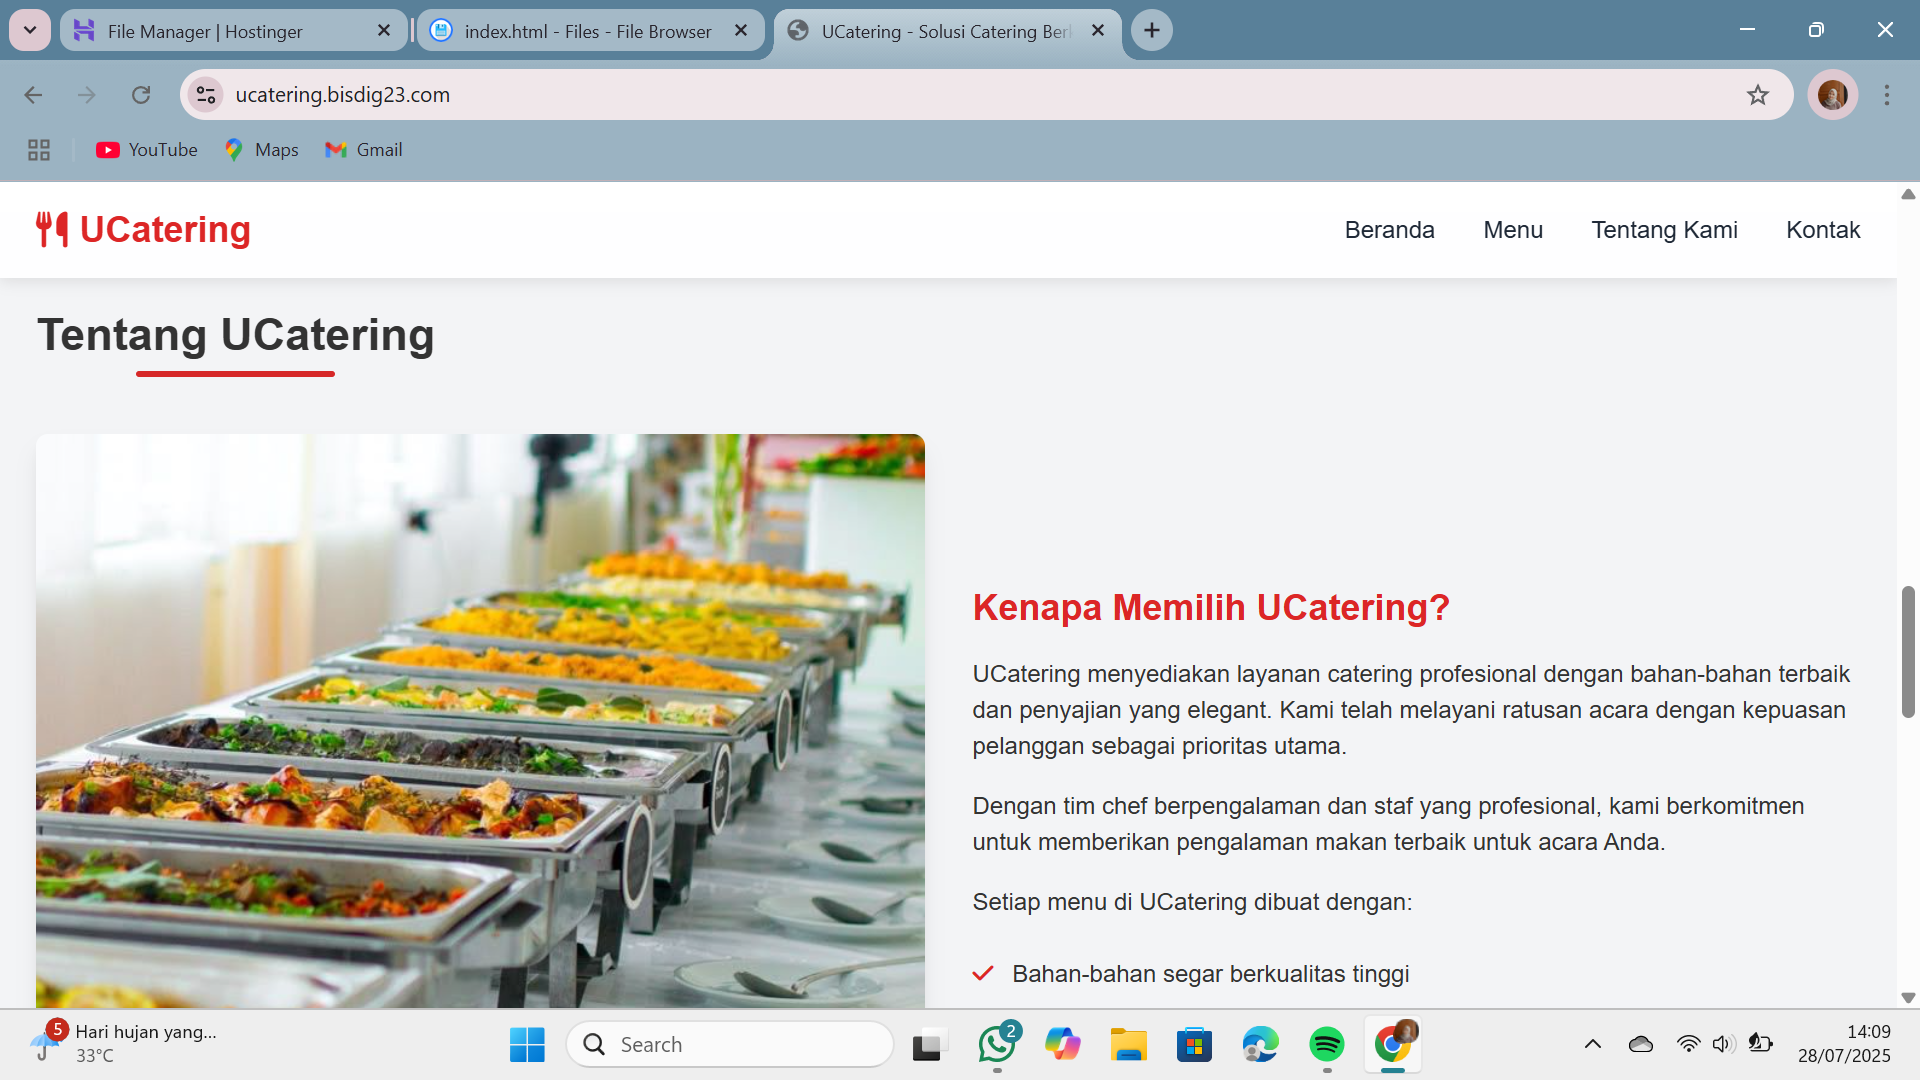 File Manager | Hostinger
index.html - Files - File Browser
UCatering - Solusi Catering Ber
ucatering.bisdig23.com
YouTube
Maps
Gmail
UCatering
Beranda
Menu
Tentang Kami
Kontak
Tentang UCatering
Kenapa Memilih UCatering?
UCatering menyediakan layanan catering profesional dengan bahan-bahan terbaik
dan penyajian yang elegant. Kami telah melayani ratusan acara dengan kepuasan
pelanggan sebagai prioritas utama.
Dengan tim chef berpengalaman dan staf yang profesional, kami berkomitmen
untuk memberikan pengalaman makan terbaik untuk acara Anda.
Setiap menu di UCatering dibuat dengan:
Bahan-bahan segar berkualitas tinggi
5
Hari hujan yang...
33°C
Search
2
14:09
28/07/2025